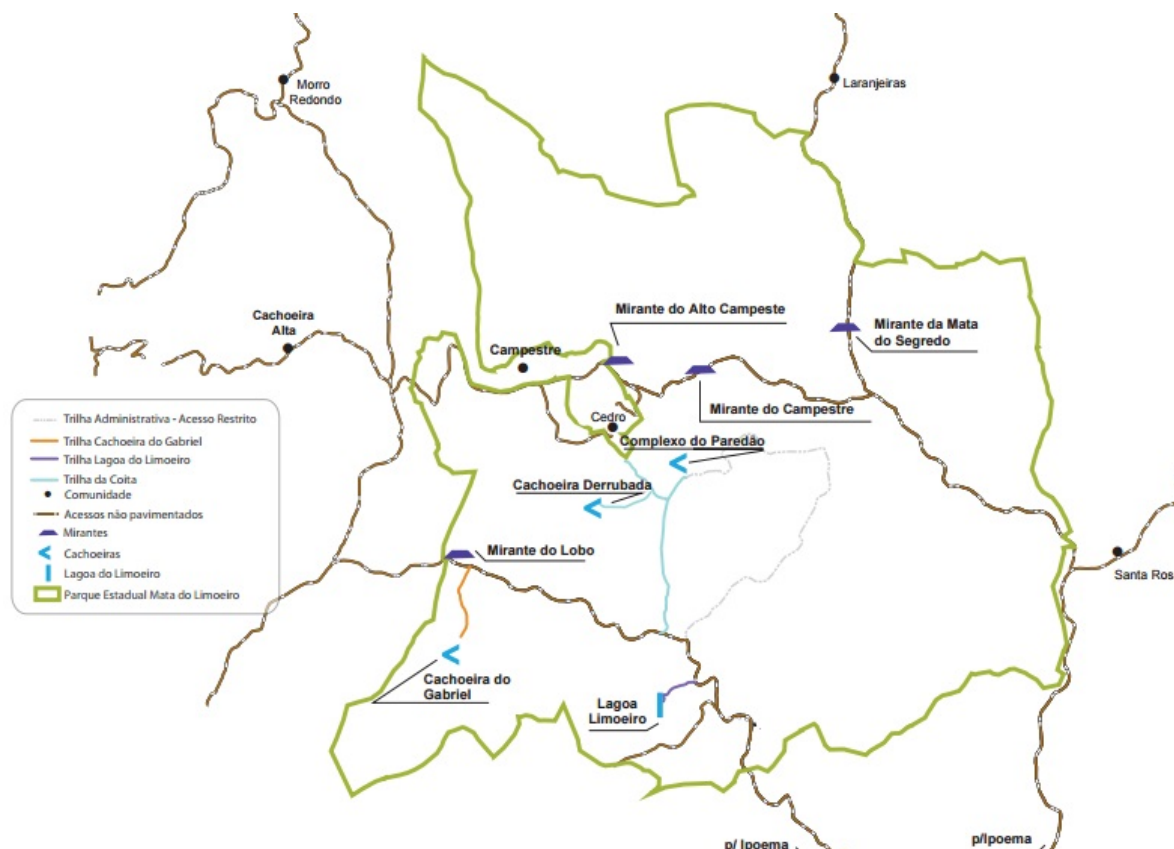 Morro
Redondo
Laranjeiras
Cachoeira
Alta
Mirante do Alto Campeste
Mirante da Mata
do Segredo
Campestre
Mirante do Campestre
Cedro
Complexo do Paredão
Cachoeira Derrubada
Mirante do Lobo
Santa Ros
Cachoeira do
Gabriel
Lagoa
Limoeiro
Trilha Administrativa - Acesso Restrito
Trilha Cachoeira do Gabriel
Trilha Lagoa do Limoeiro
Trilha da Coita
Comunidade
Acessos não pavimentados
Mirantes
Cachoeiras
Lagoa do Limoeiro
Parque Estadual Mata do Limoeiro
p/ Ipoema
p/Ipoema